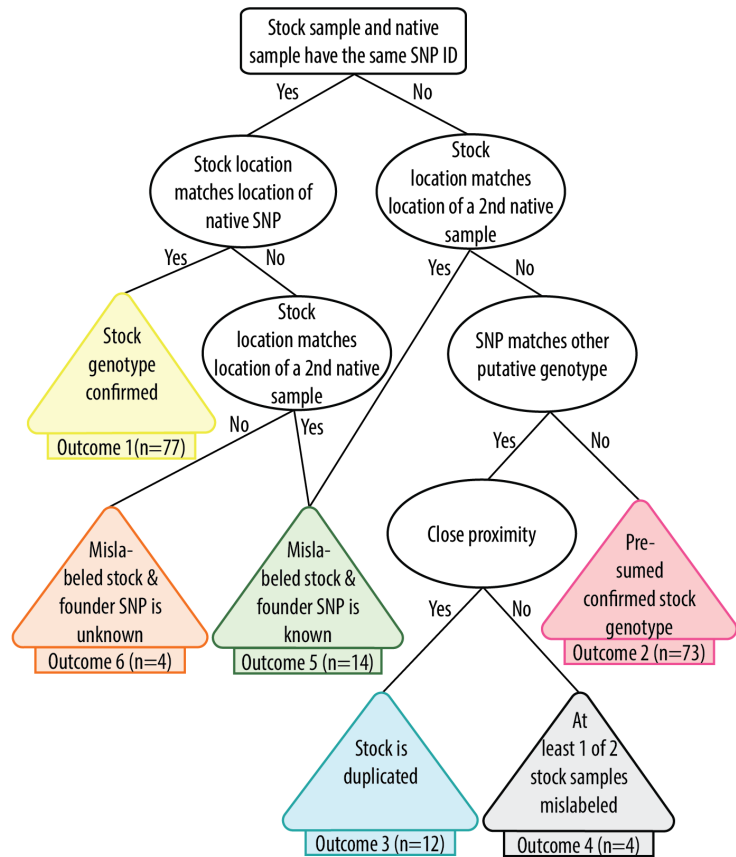 Stock sample and native
sample have the same SNP ID
Yes
No
Stock location
matches location of
native SNP
Stock
location matches
location of a 2nd native
sample
Yes
No
Yes
No
Stock
genotype
confirmed
Outcome 1(n=77)
Stock
location matches
location of a 2nd native
sample
SNP matches other
putative genotype
No
Yes
Yes
No
Misla-
beled stock &
founder SNP is
unknown
Outcome 6 (n=4)
Misla-
beled stock &
founder SNP is
known
Outcome 5 (n=14)
Close proximity
Pre-
sumed
confirmed stock
genotype
Outcome 2 (n=73)
Yes
No
Stock is
duplicated
Outcome 3 (n=12)
At
least 1 of 2
stock samples
mislabeled
Outcome 4 (n=4)